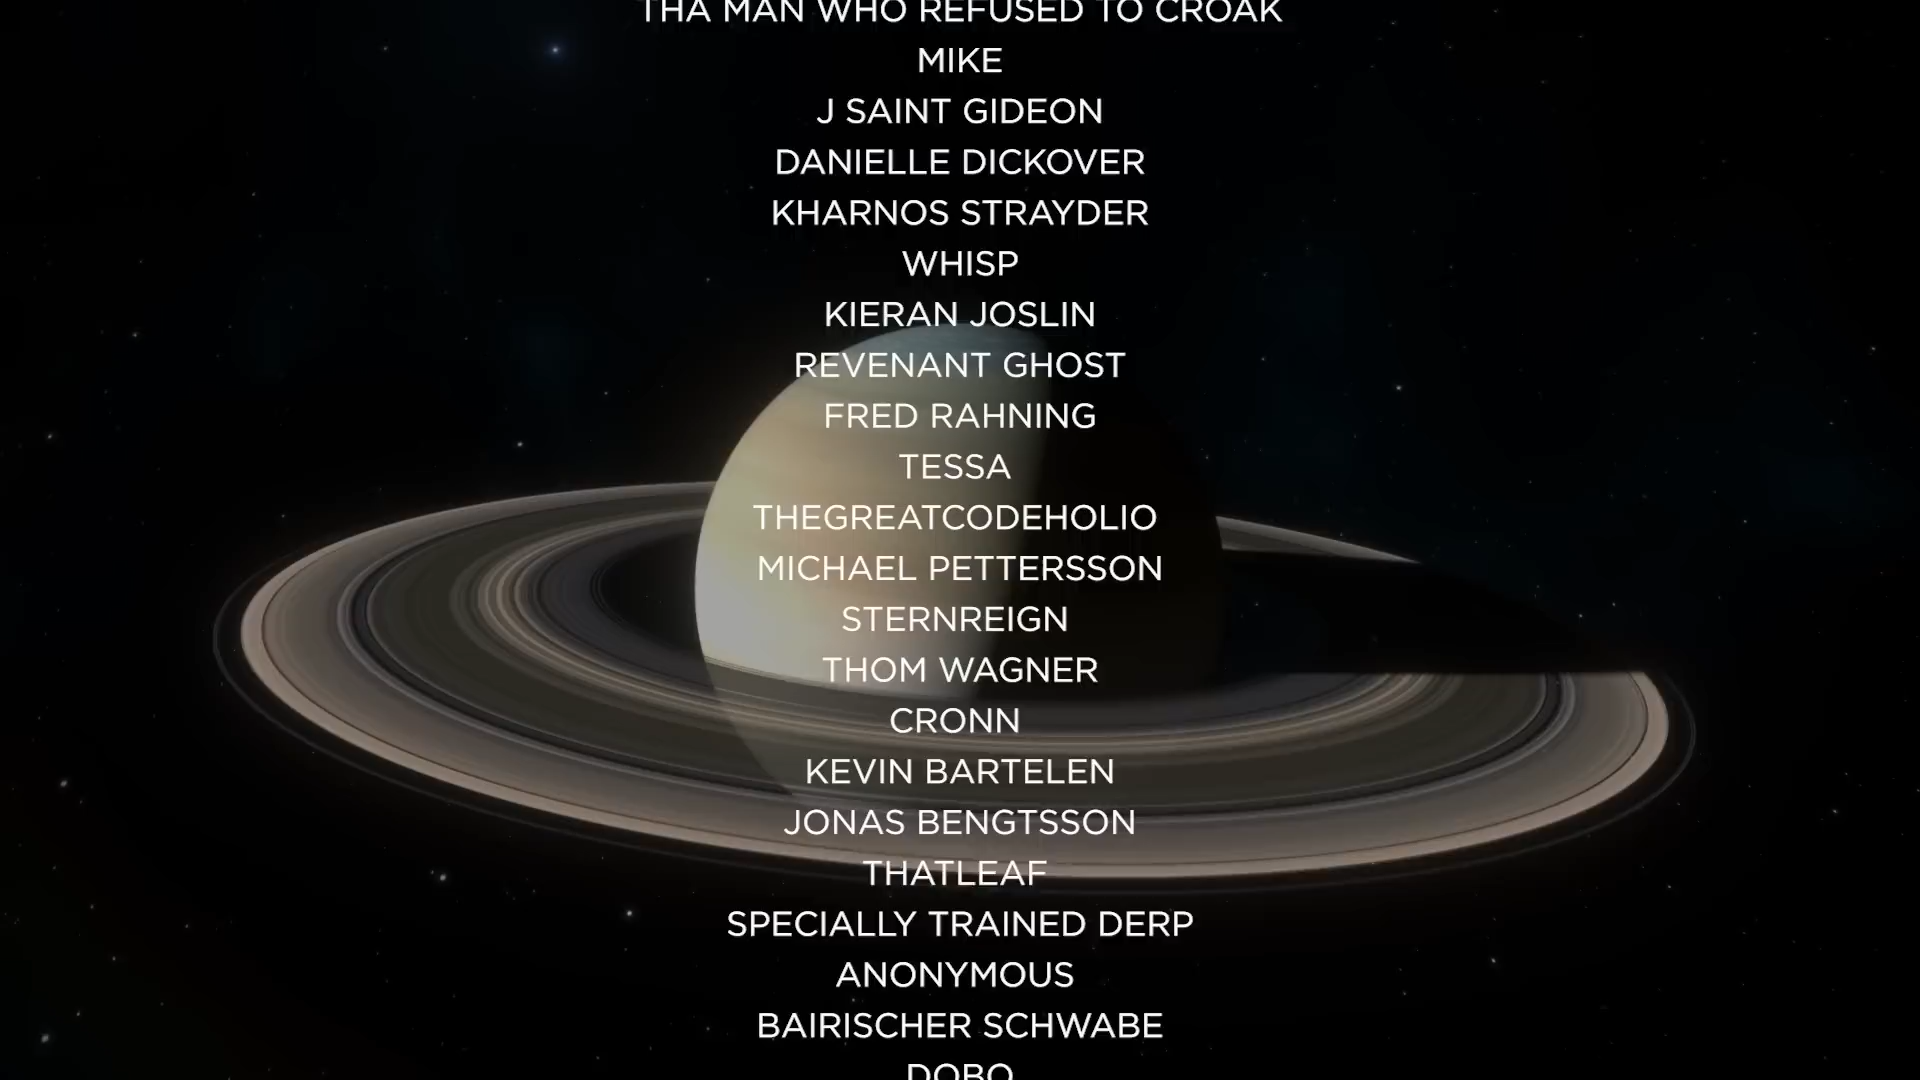 THA MAN WHO REFUSED TO CROAK
MIKE
J SAINT GIDEON
DANIELLE DICKOVER
KHARNOS STRAYDER
WHISP
KIERAN JOSLIN
REVENANT GHOST
FRED RAHNING
TESSA
THEGREATCODEHOLIO
MICHAEL PETTERSSON
STERNREIGN
THOM WAGNER
CRONN
KEVIN BARTELEN
JONAS BENGTSSON
THATLEAF
SPECIALLY TRAINED DERP
ANONYMOUS
BAIRISCHER SCHWABE
DOBO